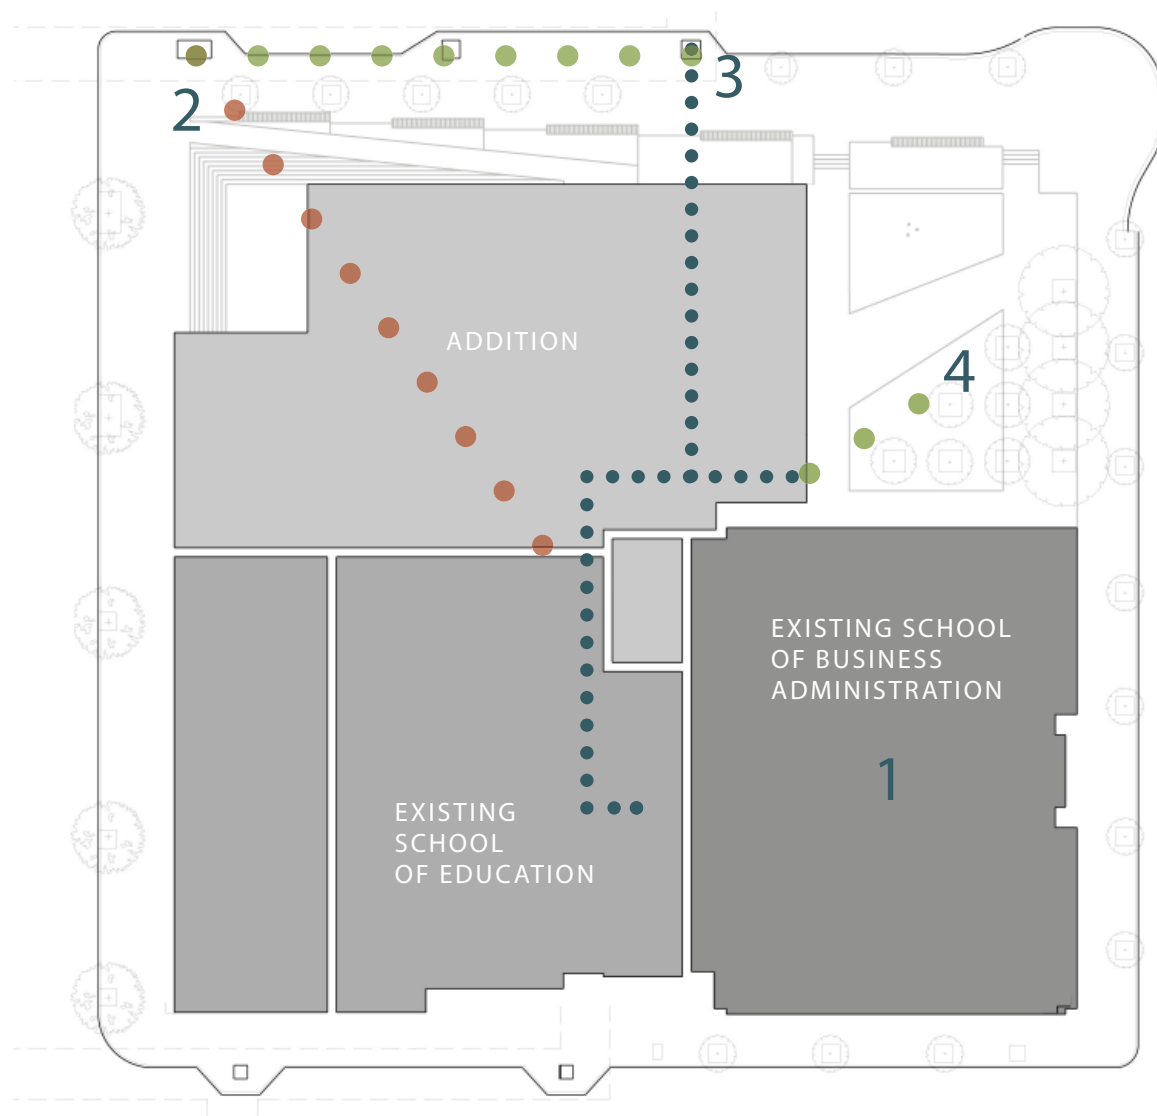 3
2
ADDITION
4
EXISTING SCHOOL
OF BUSINESS
ADMINISTRATION
1
EXISTING
SCHOOL
OF EDUCATION